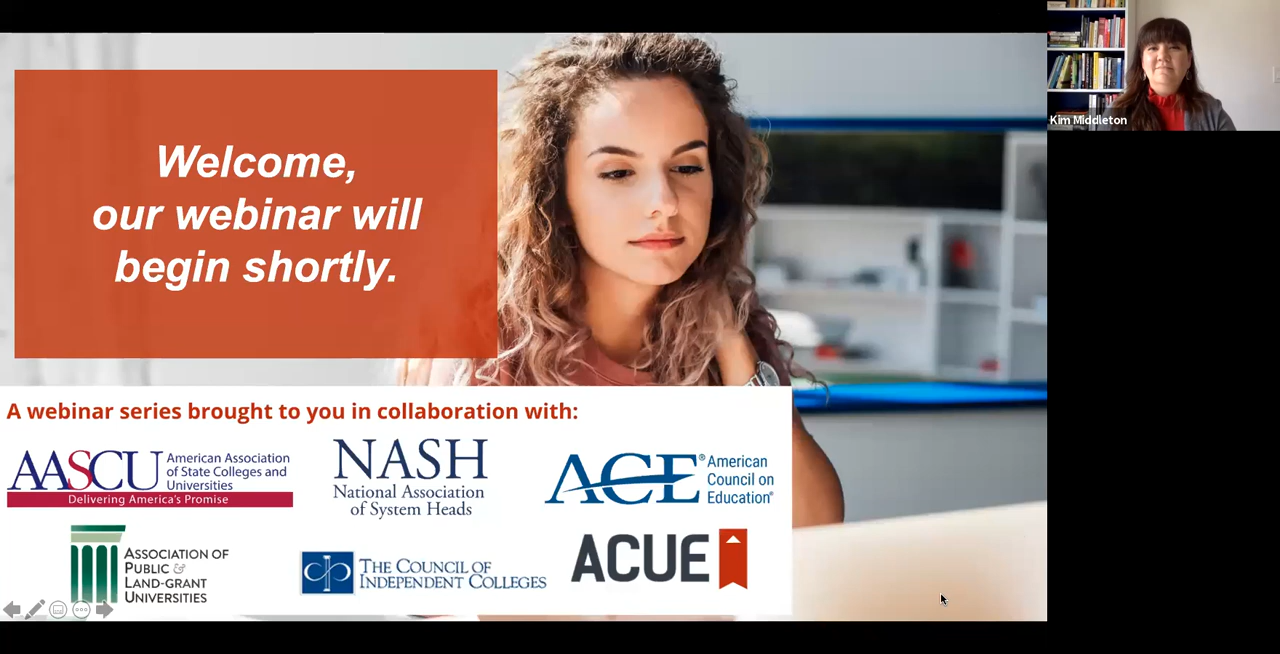 Welcome,
our webinar will
begin shortly.
Kim Middleton
A webinar series brought to you in collaboration with:
AASCU
American Association
of State Colleges and
Universities
Delivering America's Promise
NASH
National Association
of System Heads
ACE®
American
Council on
Education®
ASSOCIATION OF
PUBLIC &
LAND-GRANT
UNIVERSITIES
THE COUNCIL OF
INDEPENDENT COLLEGES
ACUE